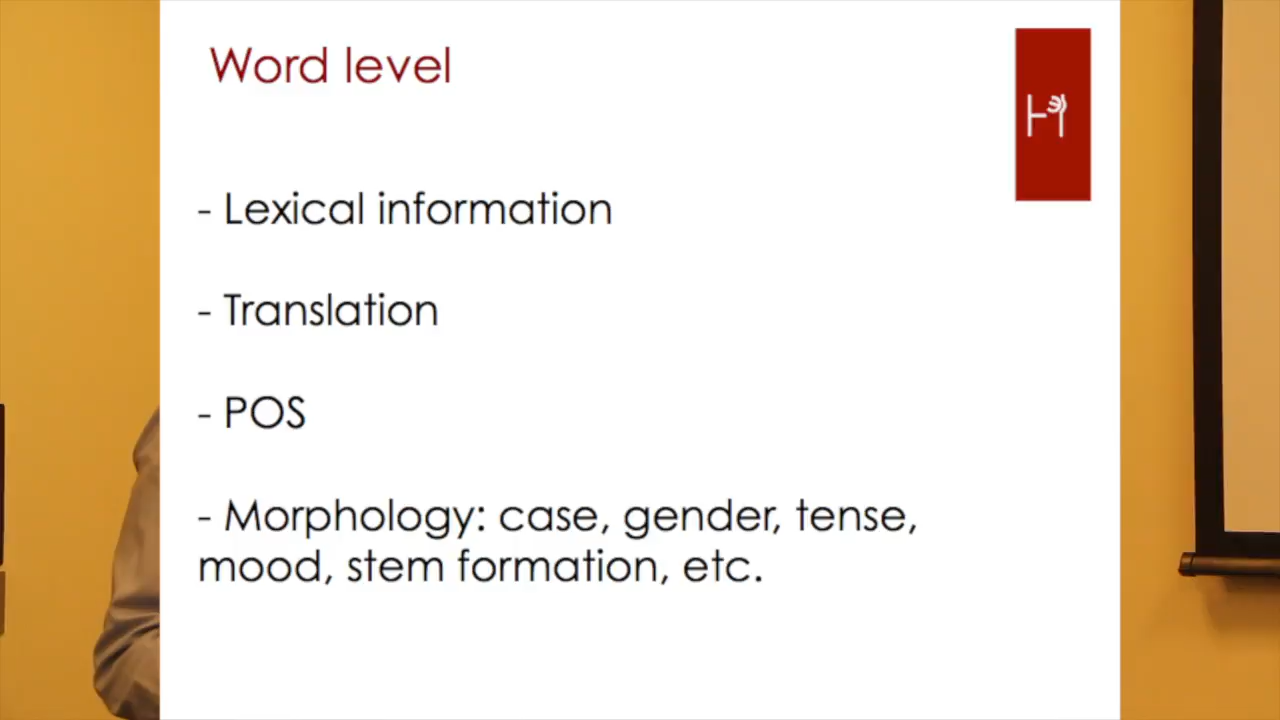 Word level
- Lexical information
- Translation
- POS
- Morphology: case, gender, tense,
mood, stem formation, etc.